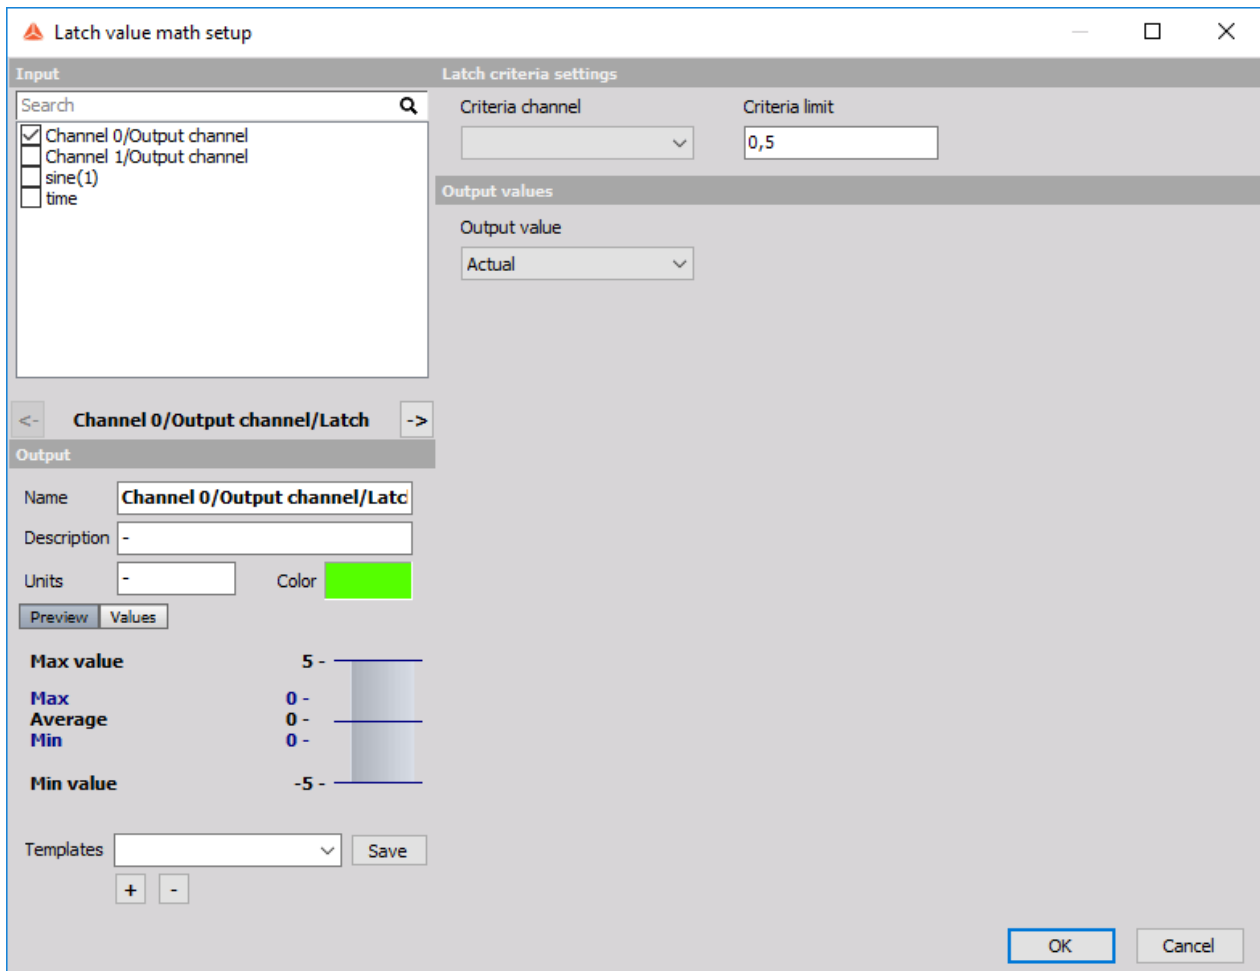 Latch value math setup
Input
Search
Channel 0/Output channel
Channel 1/Output channel
sine(1)
time
<- Channel 0/Output channel/Latch ->
Output
Name Channel 0/Output channel/Latc
Description -
Units - Color
Preview Values
Max value 5 -
Max 0 -
Average 0 -
Min 0 -
Min value -5 -
Templates Save
+ -
Latch criteria settings
Criteria channel Criteria limit
0,5
Output values
Output value
Actual
OK Cancel